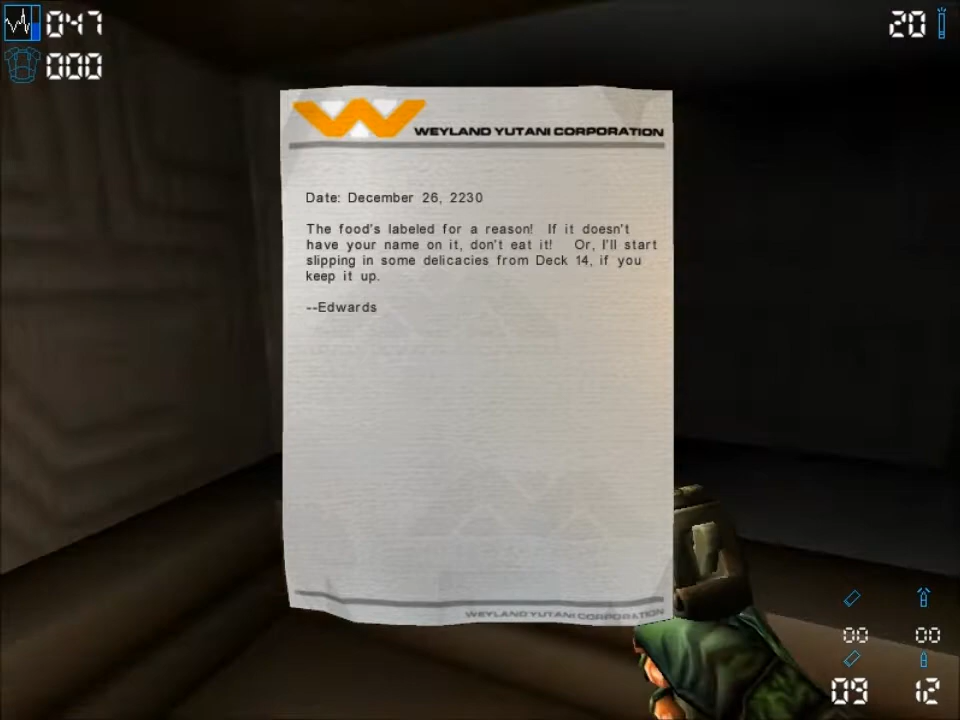 047
20
000
WEYLAND YUTANI CORPORATION
Date: December 26, 2230
The food's labeled for a reason! If it doesn't
have your name on it, don't eat it! Or, I'll start
slipping in some delicacies from Deck 14, if you
keep it up.
--Edwards
WEYLAND YUTANI CORPORATION
00 00
09 12